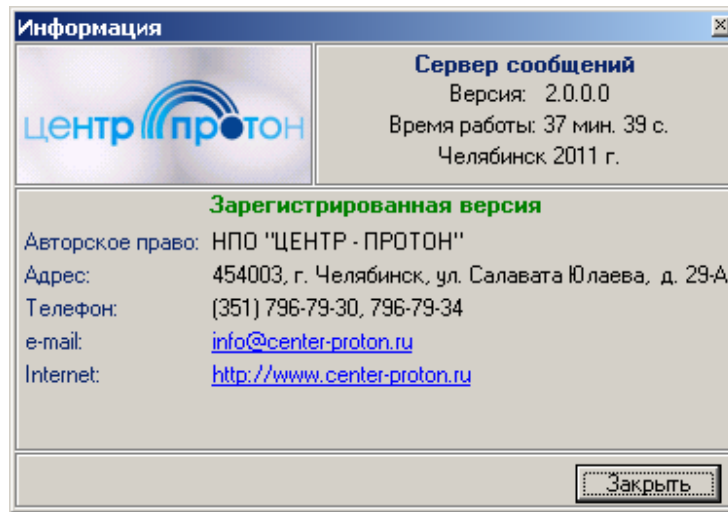 Информация
центр протон
Сервер сообщений
Версия: 2.0.0.0
Время работы: 37 мин. 39 с.
Челябинск 2011 г.
Зарегистрированная версия
Авторское право: НПО "ЦЕНТР - ПРОТОН"
Адрес: 454003, г. Челябинск, ул. Салавата Юлаева, д. 29-А
Телефон: (351) 796-79-30, 796-79-34
e-mail: info@center-proton.ru
Internet: http://www.center-proton.ru
Закрыть